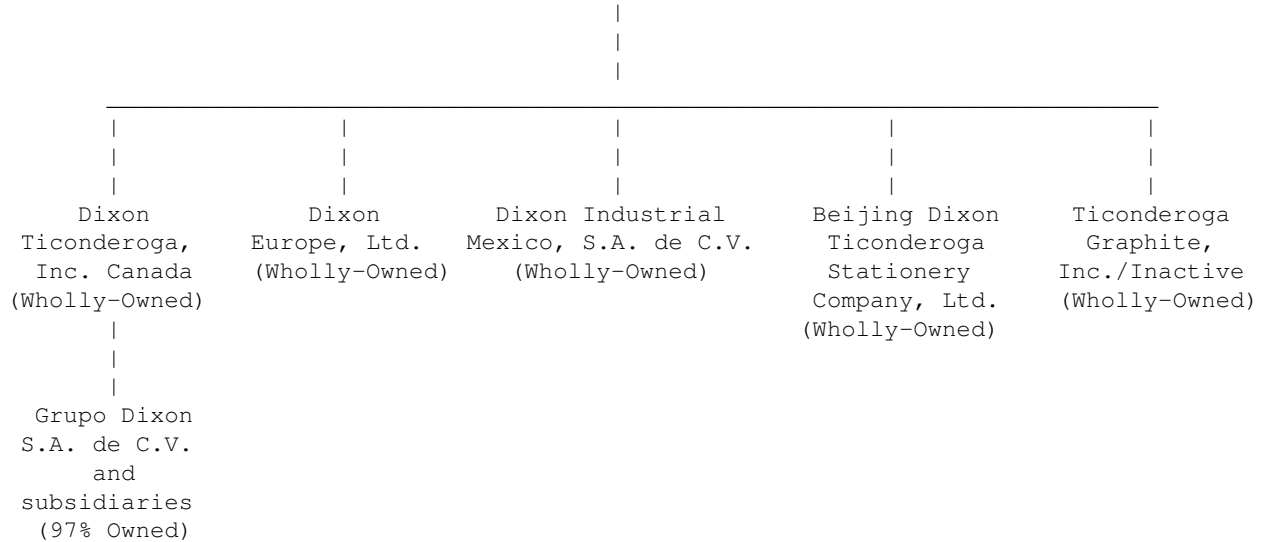 Dixon Dixon Dixon Industrial Beijing Dixon Ticonderoga
Ticonderoga, Europe, Ltd. Mexico, S.A. de C.V. Ticonderoga Graphite,
Inc. Canada (Wholly-Owned) (Wholly-Owned) Stationery Inc./Inactive
(Wholly-Owned) Company, Ltd. (Wholly-Owned)
(Wholly-Owned)
Grupo Dixon
S.A. de C.V.
and
subsidiaries
(97% Owned)